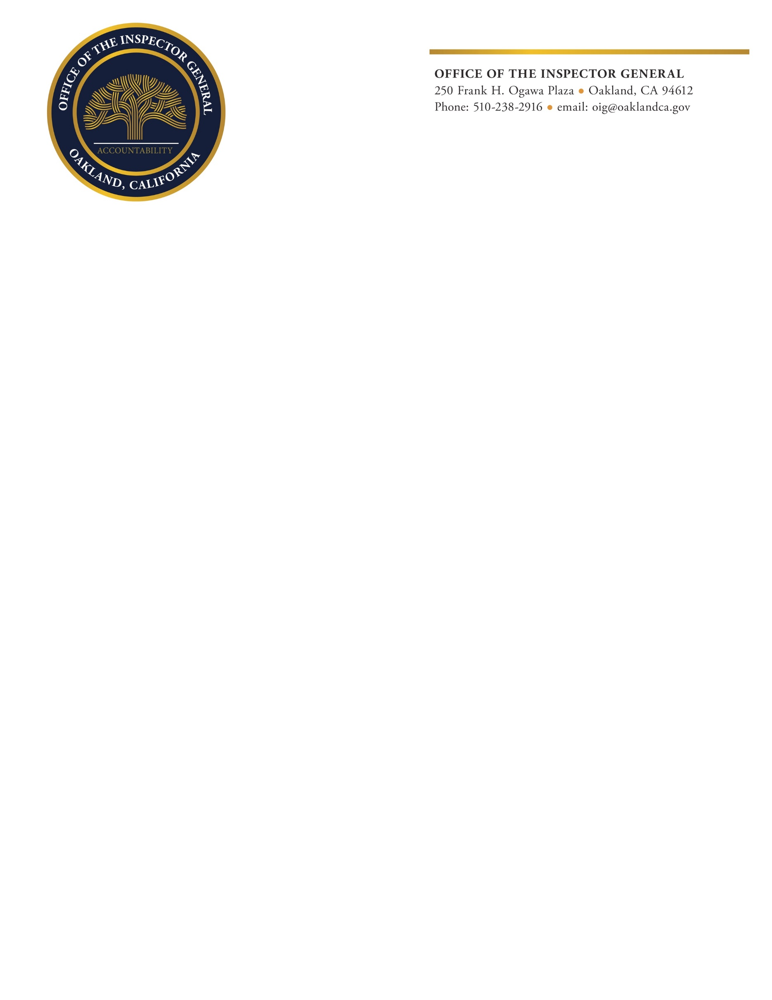 OFFICE OF THE INSPECTOR GENERAL
ACCOUNTABILITY
OAKLAND, CALIFORNIA
OFFICE OF THE INSPECTOR GENERAL
250 Frank H. Ogawa Plaza • Oakland, CA 94612
Phone: 510-238-2916 • email: oig@oaklandca.gov